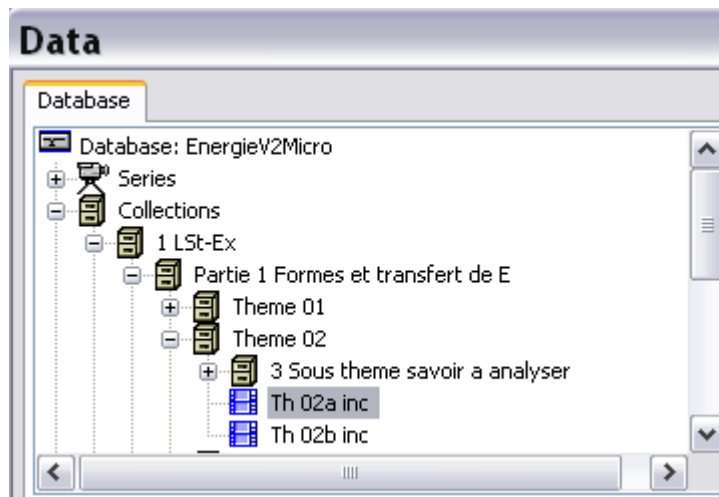 Data
Database
Database: EnergieV2Micro
Series
Collections
1 LSt-Ex
Partie 1 Formes et transfert de E
Theme 01
Theme 02
3 Sous theme savoir a analyser
Th 02a inc
Th 02b inc